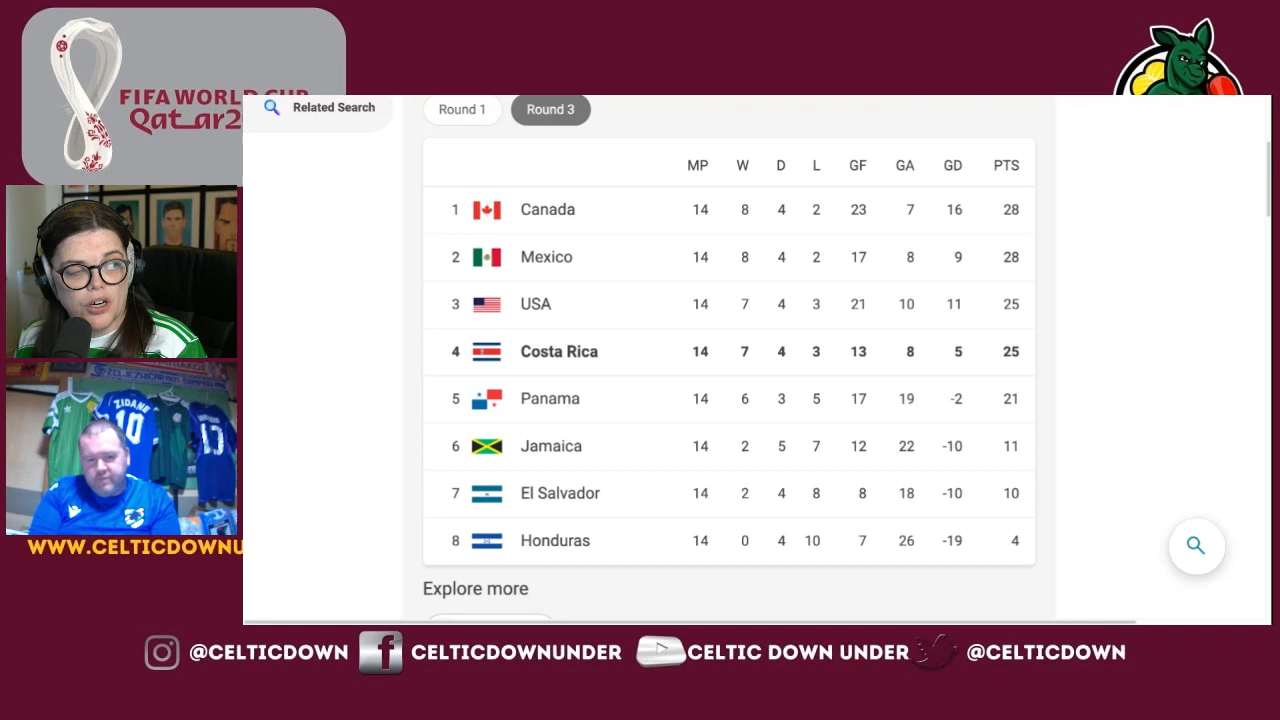 FIFA WORLD CUP
Qatar2
Related Search
Round 1 Round 3
MP W D L GF GA GD PTS
1 Canada 14 8 4 2 23 7 16 28
2 Mexico 14 8 4 2 17 8 9 28
3 USA 14 7 4 3 21 10 11 25
4 Costa Rica 14 7 4 3 13 8 5 25
5 Panama 14 6 3 5 17 19 -2 21
6 Jamaica 14 2 5 7 12 22 -10 11
7 El Salvador 14 2 4 8 8 18 -10 10
8 Honduras 14 0 4 10 7 26 -19 4
Explore more
ZIDANE
10
17
WWW.CELTICDOWNU
@CELTICDOWN CELTICDOWNUNDER CELTIC DOWN UNDER @CELTICDOWN